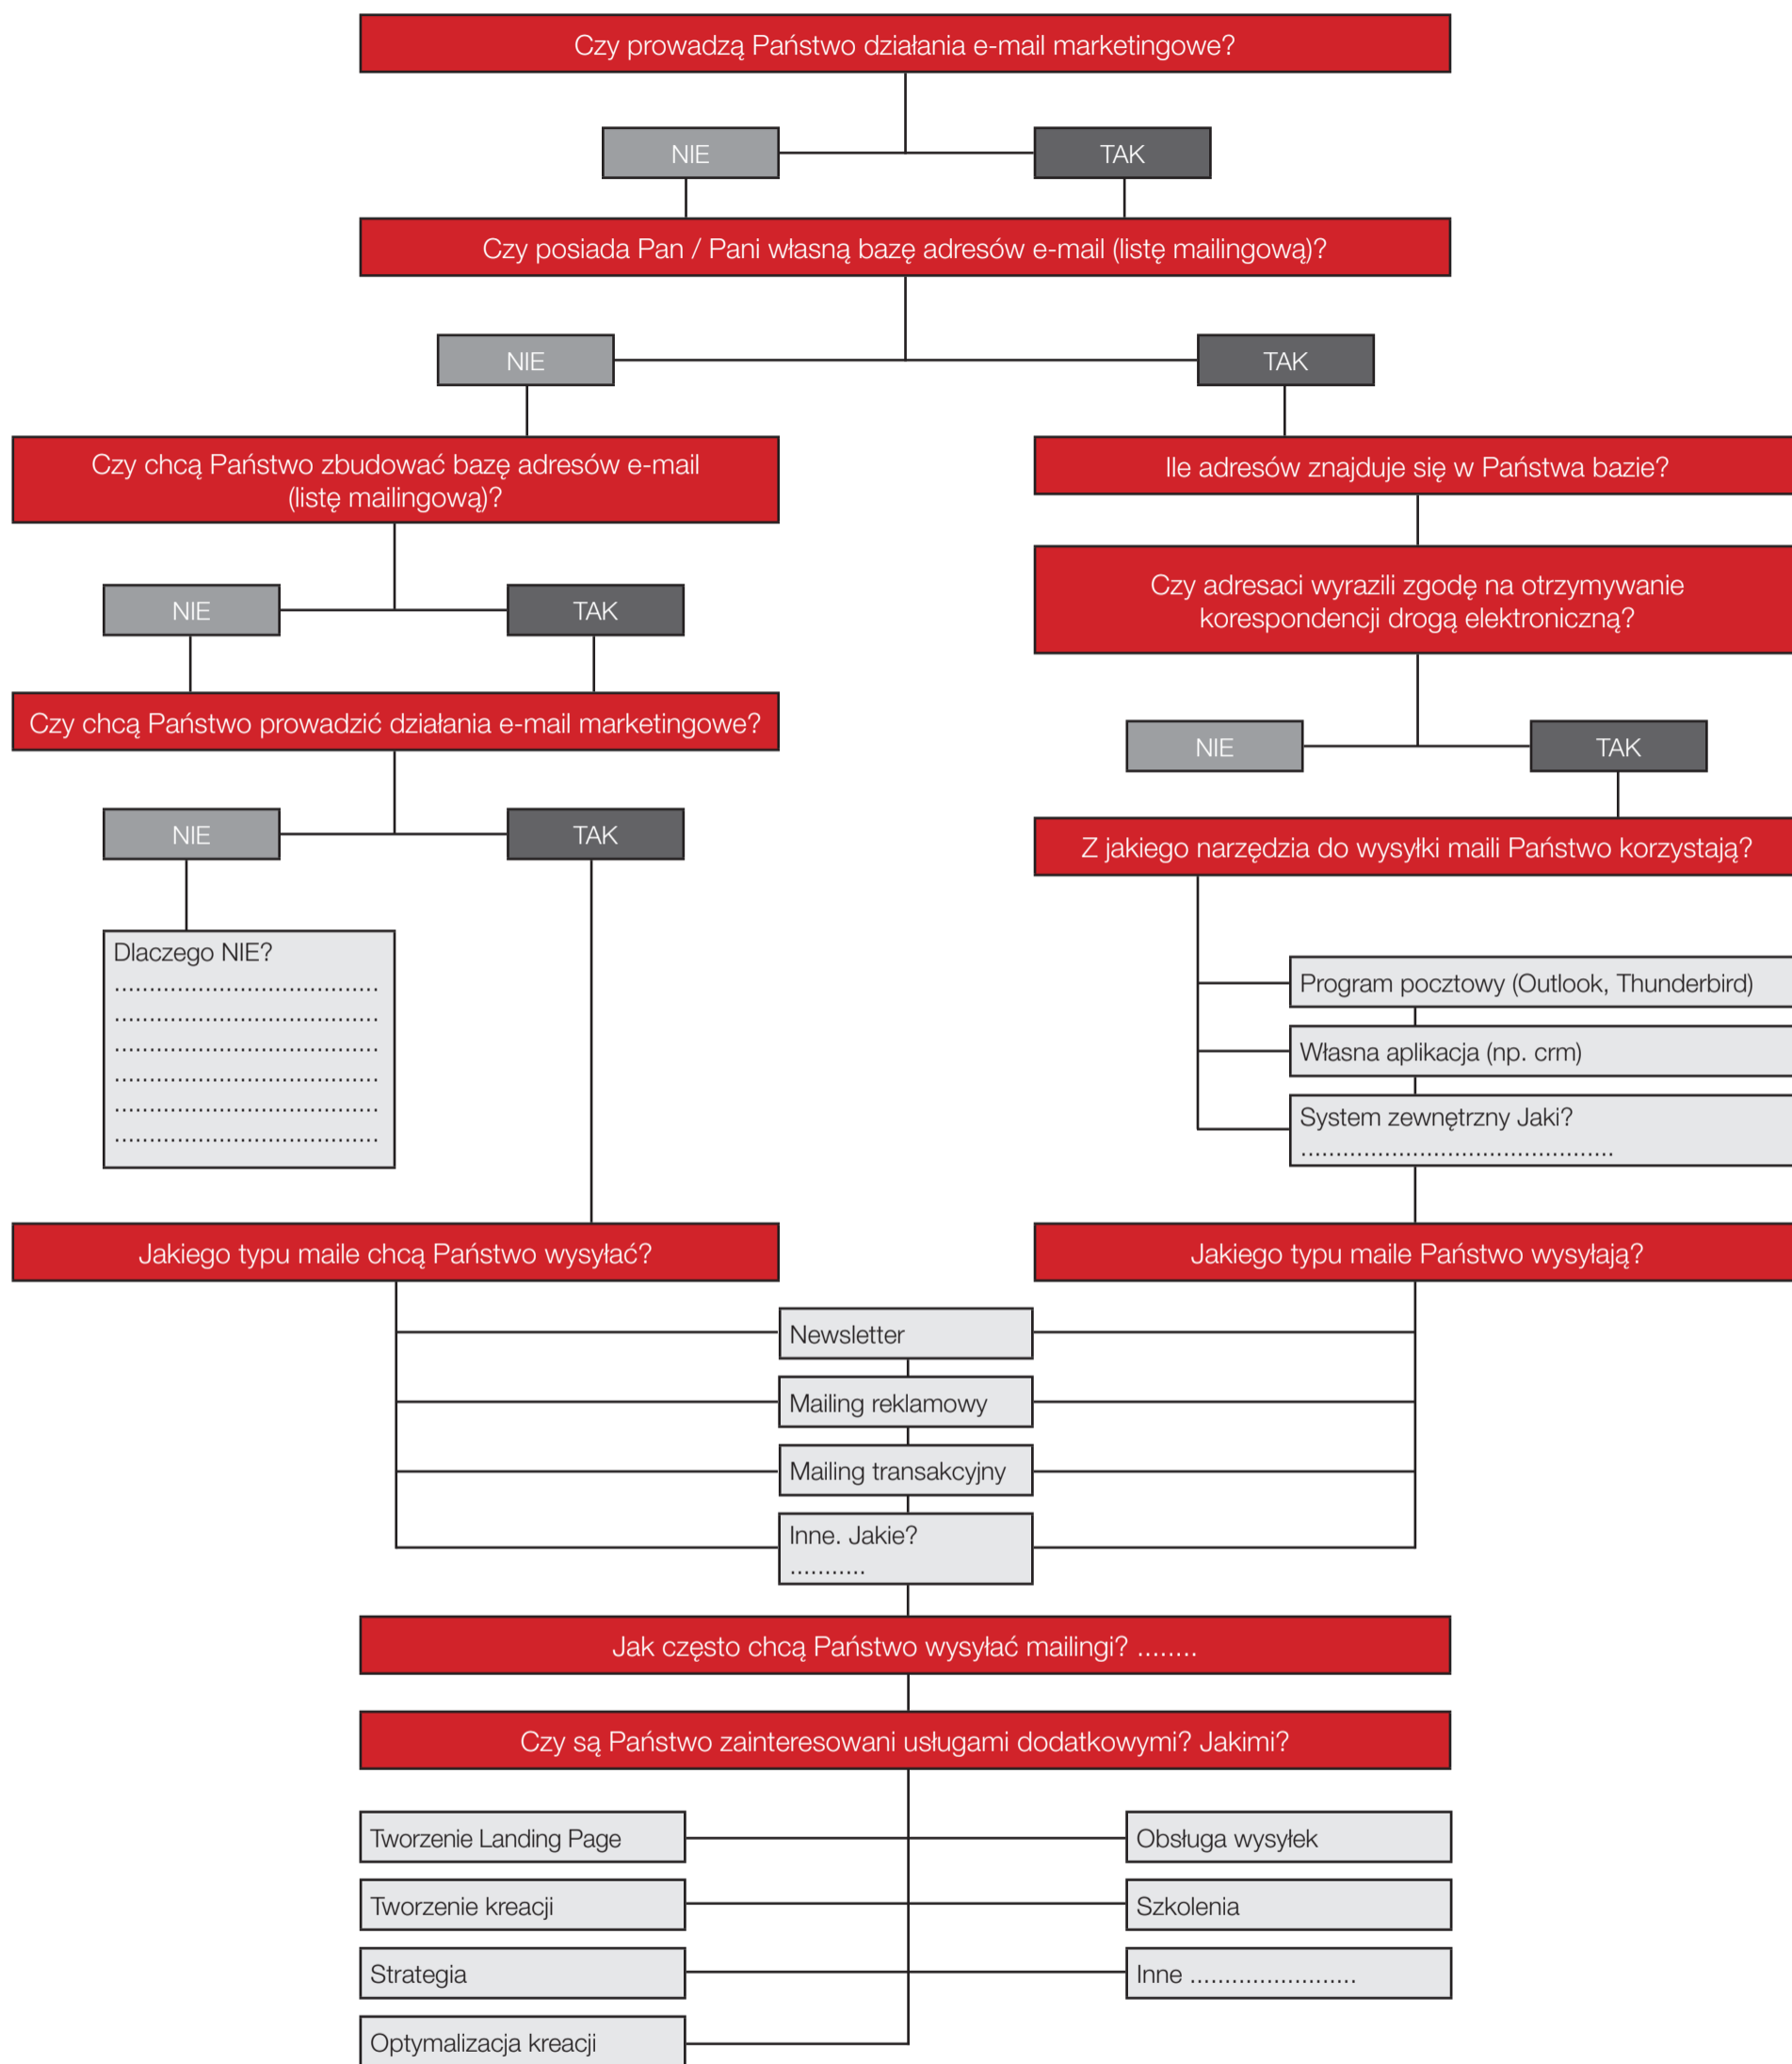 Czy prowadzą Państwo działania e-mail marketingowe?
NIE
TAK
Czy posiada Pan / Pani własną bazę adresów e-mail (listę mailingową)?
NIE
TAK
Czy chcą Państwo zbudować bazę adresów e-mail
(listę mailingową)?
NIE
TAK
Czy chcą Państwo prowadzić działania e-mail marketingowe?
NIE
TAK
Dlaczego NIE?
......................................
......................................
......................................
......................................
......................................
......................................
Jakiego typu maile chcą Państwo wysyłać?
Ile adresów znajduje się w Państwa bazie?
Czy adresaci wyrazili zgodę na otrzymywanie
korespondencji drogą elektroniczną?
NIE
TAK
Z jakiego narzędzia do wysyłki maili Państwo korzystają?
Program pocztowy (Outlook, Thunderbird)
Własna aplikacja (np. crm)
System zewnętrzny Jaki?
.............................................
Jakiego typu maile Państwo wysyłają?
Newsletter
Mailing reklamowy
Mailing transakcyjny
Inne. Jakie?
...........
Jak często chcą Państwo wysyłać mailingi? ........
Czy są Państwo zainteresowani usługami dodatkowymi? Jakimi?
Tworzenie Landing Page
Tworzenie kreacji
Strategia
Optymalizacja kreacji
Obsługa wysyłek
Szkolenia
Inne ........................